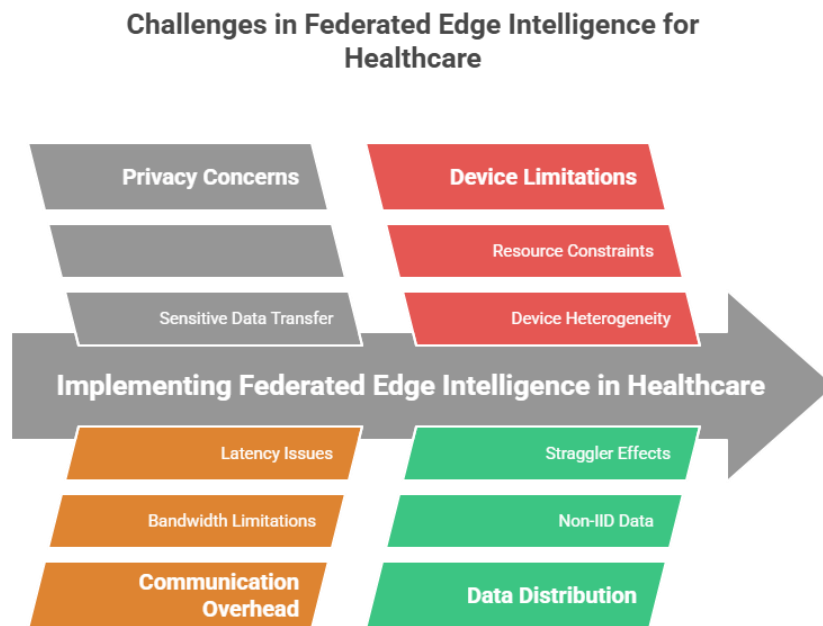 Challenges in Federated Edge Intelligence for
Healthcare
Privacy Concerns
Device Limitations
Resource Constraints
Sensitive Data Transfer
Device Heterogeneity
Implementing Federated Edge Intelligence in Healthcare
Latency Issues
Straggler Effects
Bandwidth Limitations
Non-IID Data
Communication
Overhead
Data Distribution